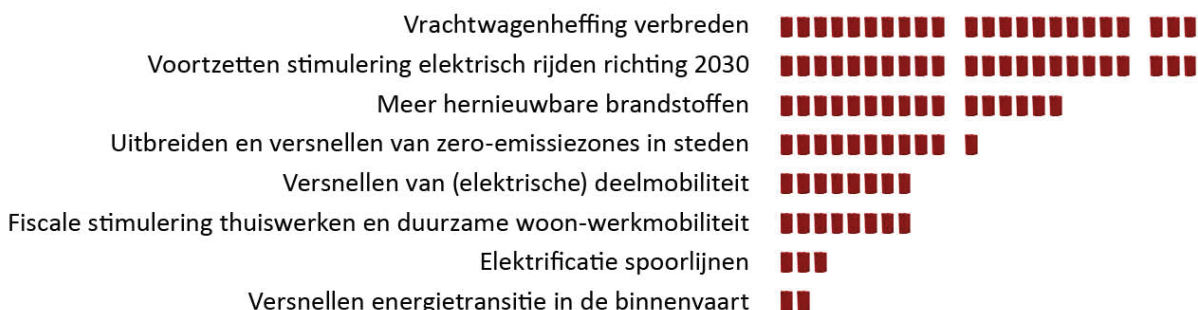 Vrachtwagenheffing verbreden
Voortzetten stimulering elektrisch rijden richting 2030
Meer hernieuwbare brandstoffen
Uitbreiden en versnellen van zero-emissiezones in steden
Versnellen van (elektrische) deelmobiliteit
Fiscale stimulering thuiswerken en duurzame woon-werkmobiliteit
Elektrificatie spoorlijnen
Versnellen energietransitie in de binnenvaart